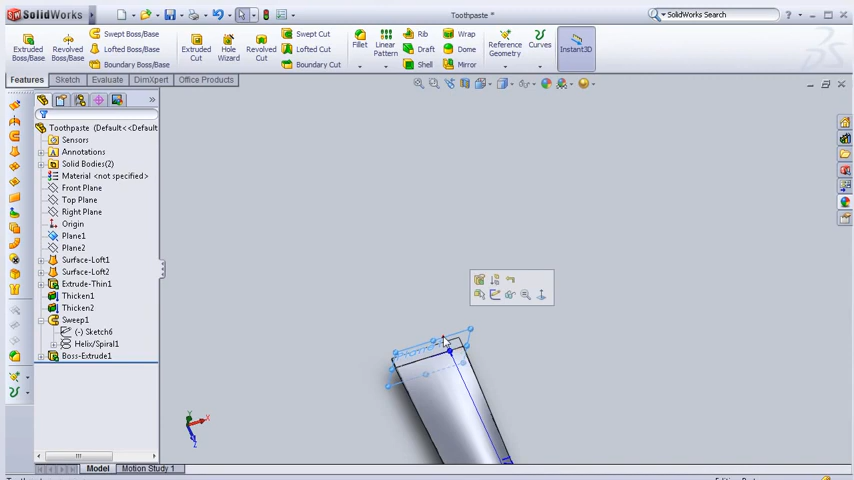 SolidWorks
Toothpaste *
SolidWorks Search
Extruded Boss/Base
Revolved Boss/Base
Swept Boss/Base
Lofted Boss/Base
Boundary Boss/Base
Extruded Cut
Hole Wizard
Revolved Cut
Swept Cut
Lofted Cut
Boundary Cut
Fillet
Linear Pattern
Rib
Draft
Shell
Wrap
Dome
Mirror
Reference Geometry
Curves
Instant3D
Features
Sketch
Evaluate
DimXpert
Office Products
Toothpaste (Default<<Default
Sensors
Annotations
Solid Bodies(2)
Material <not specified>
Front Plane
Top Plane
Right Plane
Origin
Plane1
Plane2
Surface-Loft1
Surface-Loft2
Extrude-Thin1
Thicken1
Thicken2
Sweep1
(-) Sketch6
Helix/Spiral1
Boss-Extrude1
Y
X
Z
Model
Motion Study 1